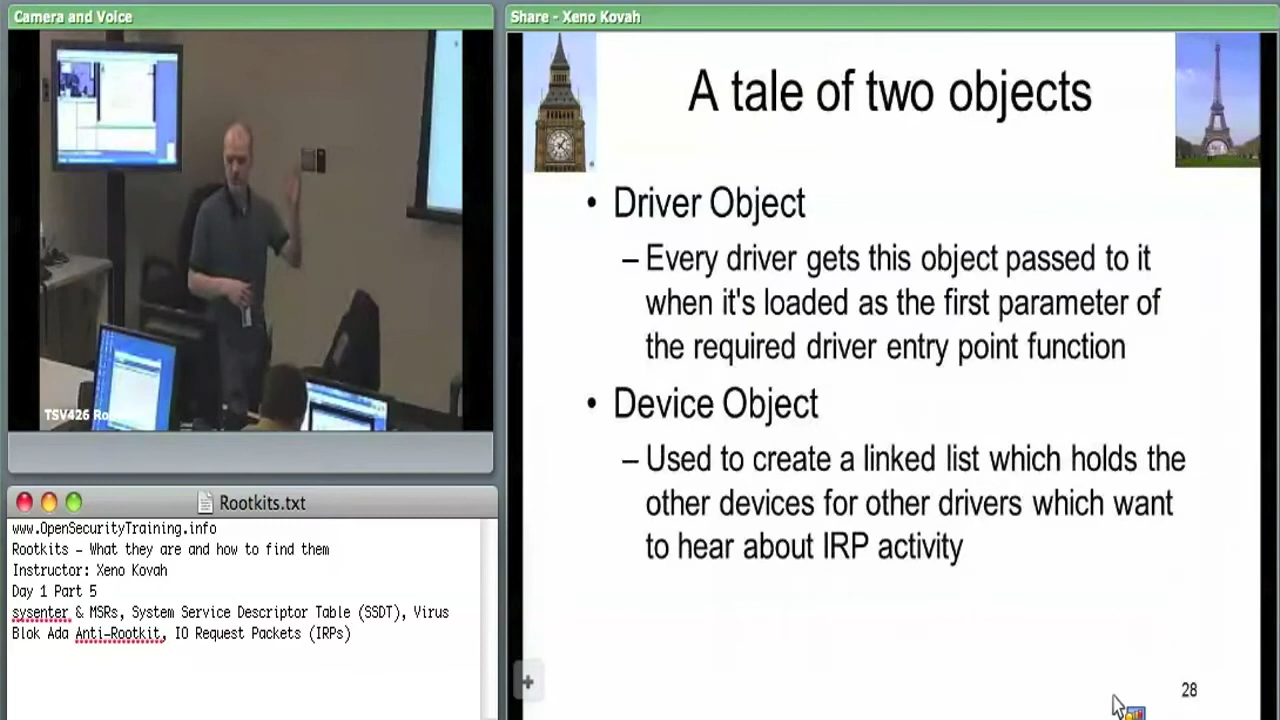 Camera and Voice
Share - Xeno Kovah
TSV426 Ro
A tale of two objects
• Driver Object
– Every driver gets this object passed to it
when it's loaded as the first parameter of
the required driver entry point function
• Device Object
– Used to create a linked list which holds the
other devices for other drivers which want
to hear about IRP activity
28
Rootkits.txt
www.OpenSecurityTraining.info
Rootkits - What they are and how to find them
Instructor: Xeno Kovah
Day 1 Part 5
sysenter & MSRs, System Service Descriptor Table (SSDT), Virus
Blok Ada Anti-Rootkit, IO Request Packets (IRPs)